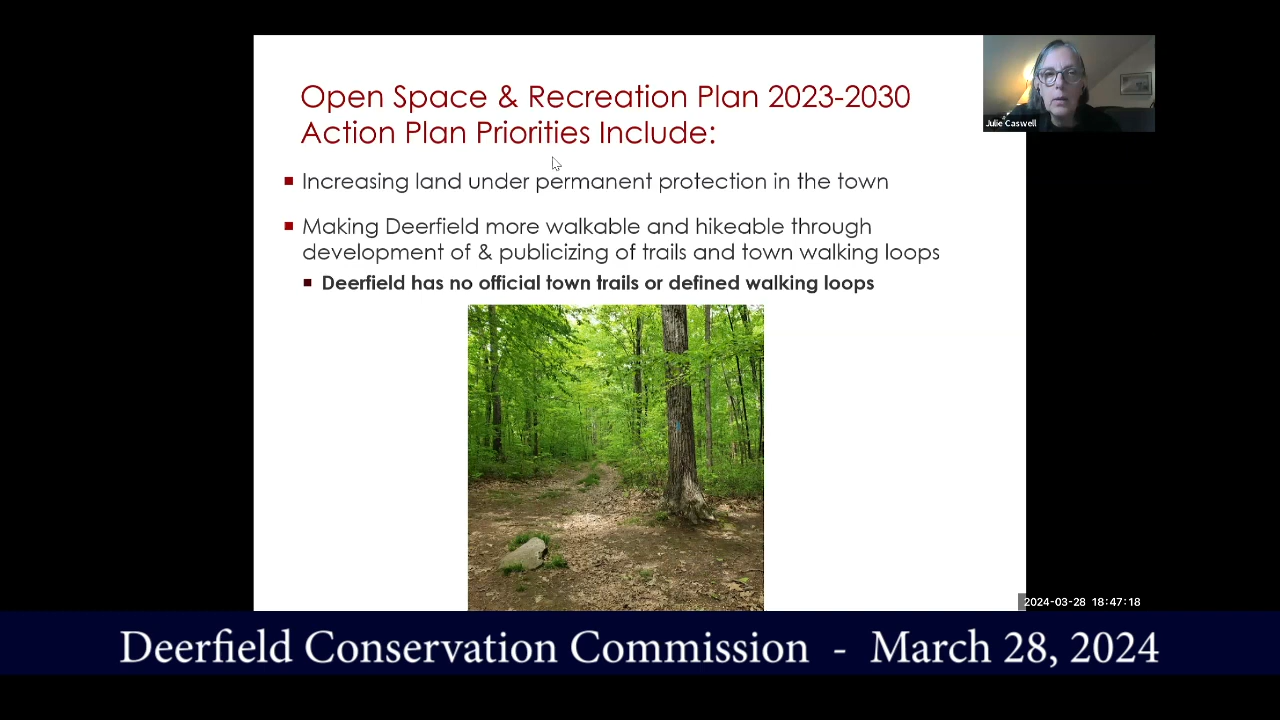 Open Space & Recreation Plan 2023-2030
Action Plan Priorities Include:
Julie Caswell
Increasing land under permanent protection in the town
Making Deerfield more walkable and hikeable through
development of & publicizing of trails and town walking loops
Deerfield has no official town trails or defined walking loops
2024-03-28 18:47:18
Deerfield Conservation Commission - March 28, 2024